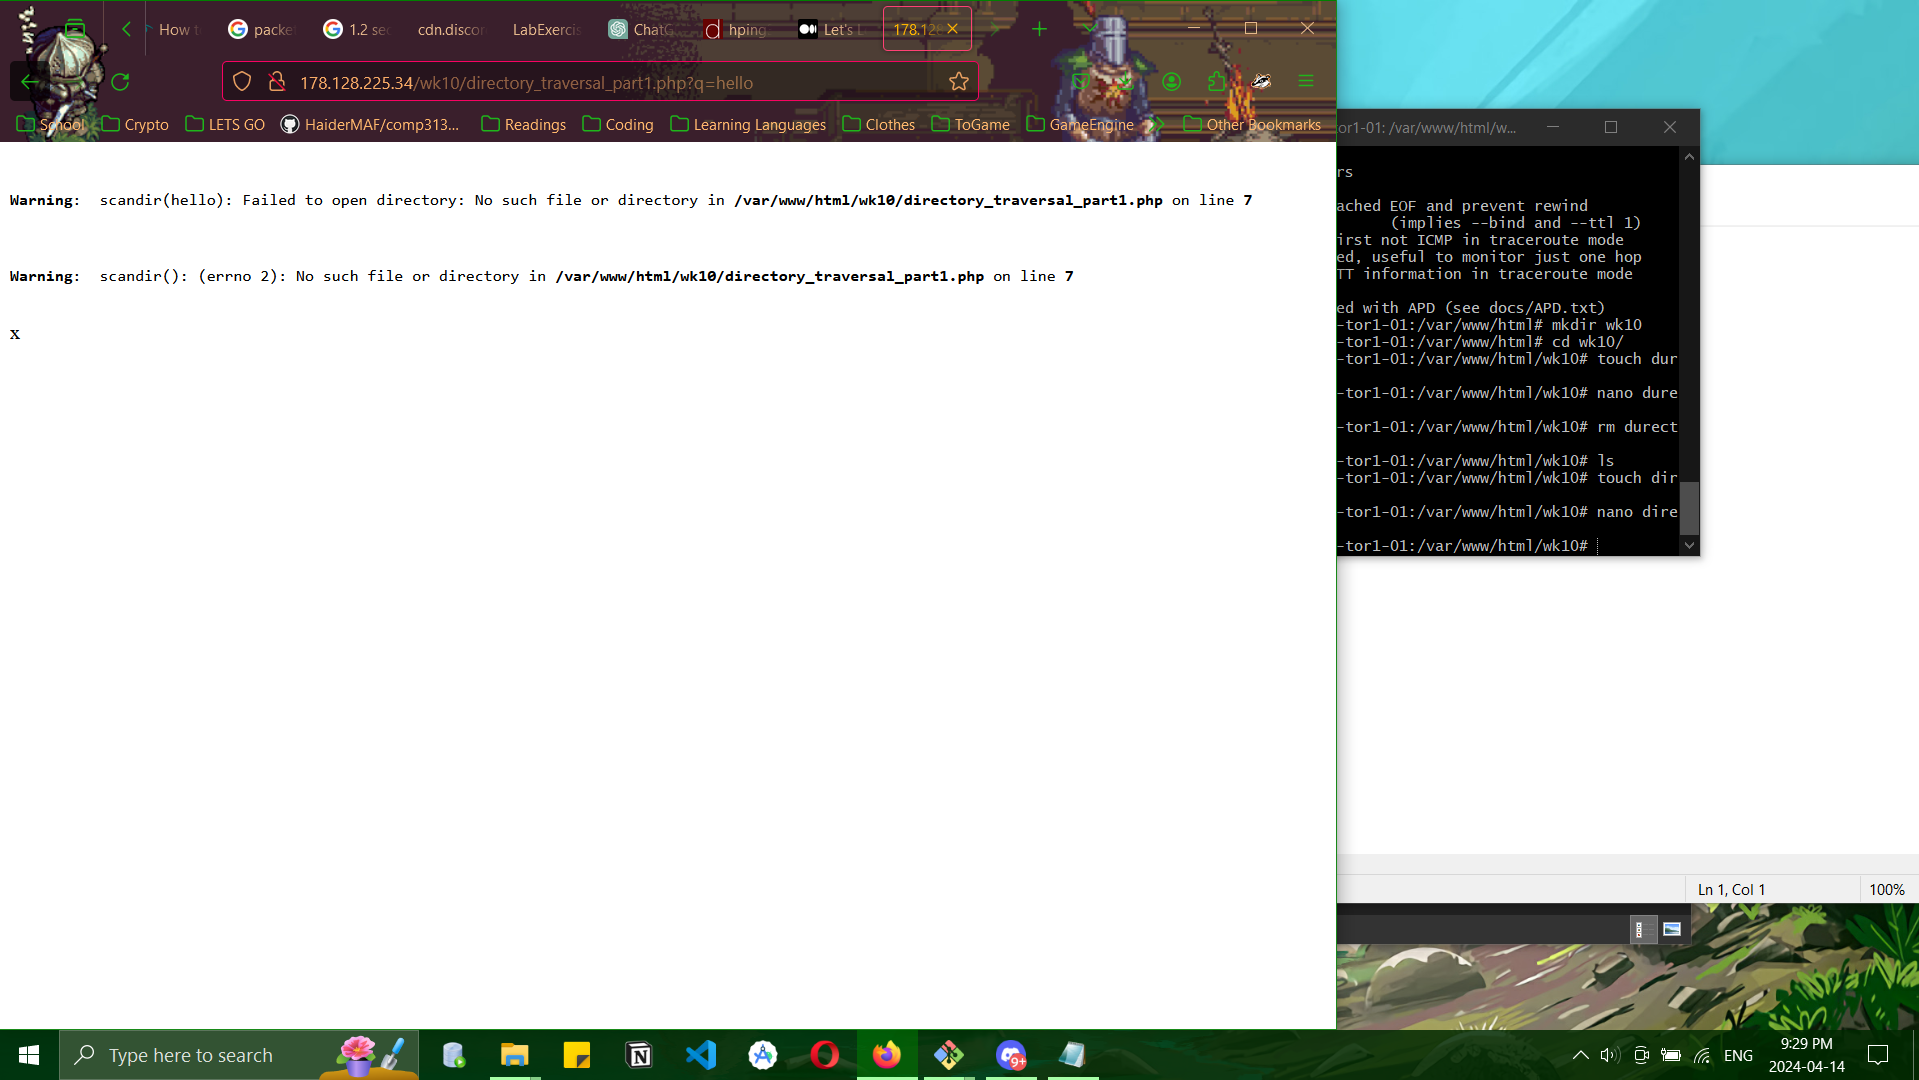 How t
packe
1.2 sec
cdn.discor
LabExercis
ChatG
hping
Let's L
178.128
178.128.225.34/wk10/directory_traversal_part1.php?q=hello
School
Crypto
LETS GO
HaiderMAF/comp313...
Readings
Coding
Learning Languages
Clothes
ToGame
GameEngine
Other Bookmarks
Warning: scandir(hello): Failed to open directory: No such file or directory in /var/www/html/wk10/directory_traversal_part1.php on line 7
Warning: scandir(): (errno 2): No such file or directory in /var/www/html/wk10/directory_traversal_part1.php on line 7
x
tor1-01: /var/www/html/w...
rs
ached EOF and prevent rewind
(implies --bind and --ttl 1)
irst not ICMP in traceroute mode
ed, useful to monitor just one hop
TT information in traceroute mode
ed with APD (see docs/APD.txt)
-tor1-01:/var/www/html# mkdir wk10
-tor1-01:/var/www/html# cd wk10/
-tor1-01:/var/www/html/wk10# touch dur
-tor1-01:/var/www/html/wk10# nano dure
-tor1-01:/var/www/html/wk10# rm durect
-tor1-01:/var/www/html/wk10# ls
-tor1-01:/var/www/html/wk10# touch dir
-tor1-01:/var/www/html/wk10# nano dire
-tor1-01:/var/www/html/wk10#
Ln 1, Col 1
100%
Type here to search
9+
ENG
9:29 PM
2024-04-14